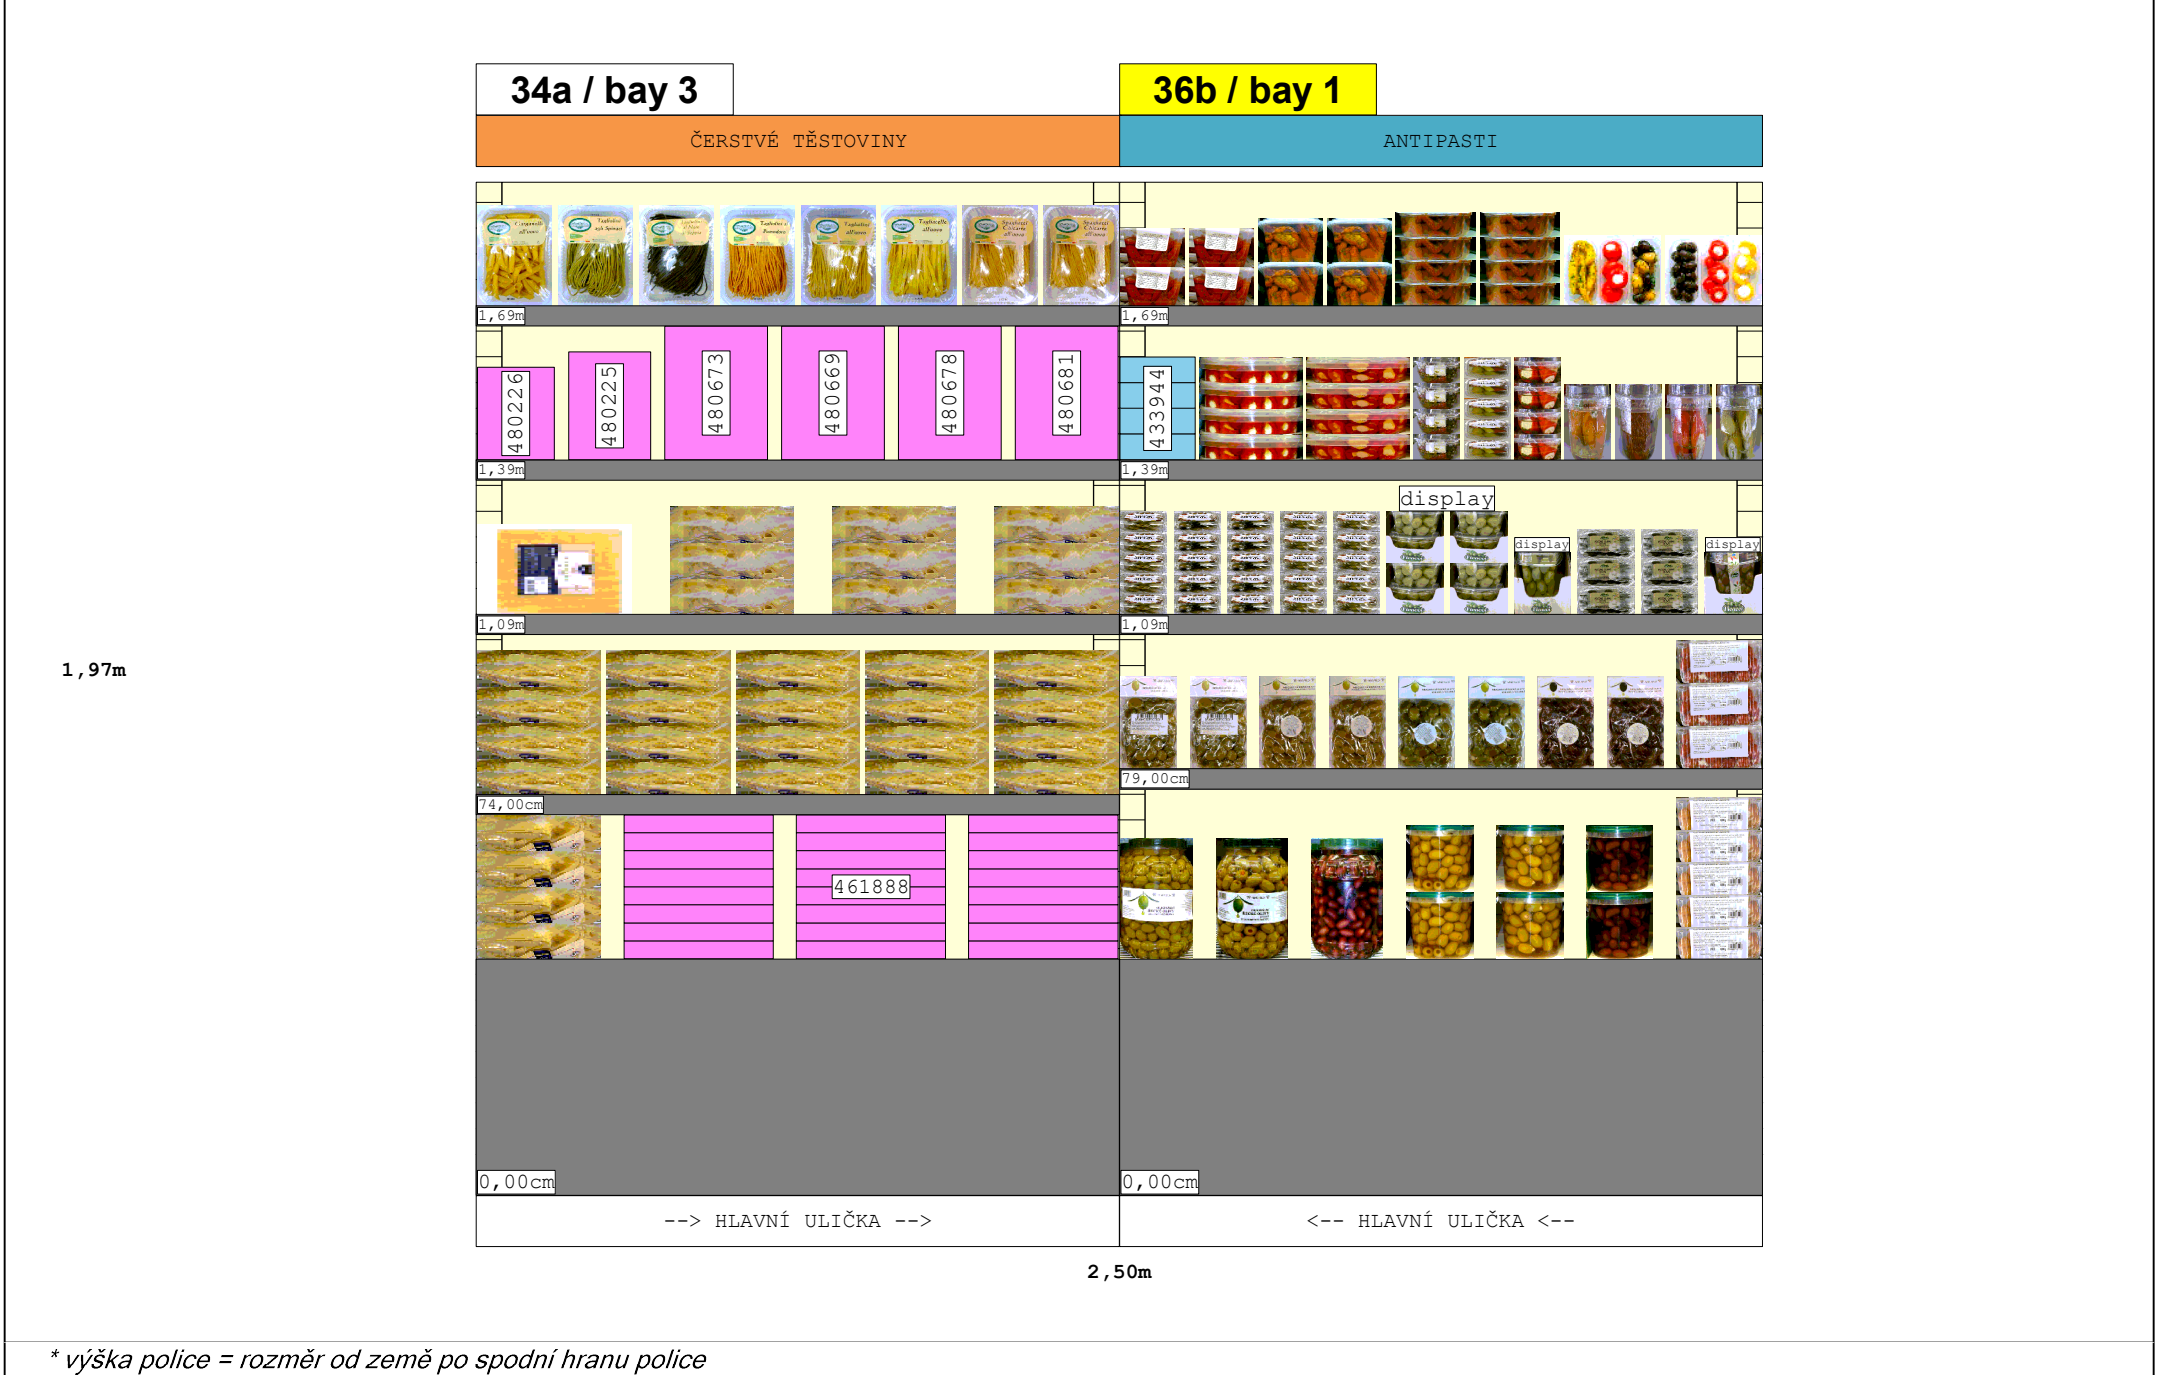 34a / bay 3
36b / bay 1
ČERSTVÉ TĚSTOVINY
ANTIPASTI
1,69m
1,69m
480226
480225
480673
480669
480678
480681
433944
1,39m
1,39m
display
display
display
1,09m
1,09m
1,97m
79,00cm
74,00cm
461888
0,00cm
0,00cm
--> HLAVNÍ ULIČKA -->
<-- HLAVNÍ ULIČKA <--
2,50m
* výška police = rozměr od země po spodní hranu police